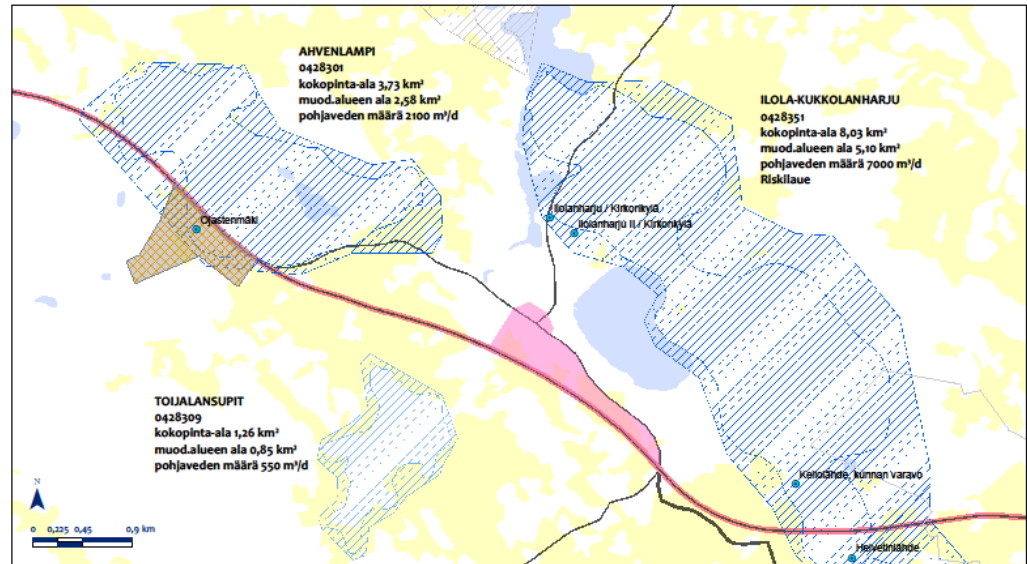 AHVENLAMPI
0428301
kokopinta-ala 3,73 km²
muod.alueen ala 2,58 km²
pohjaveden määrä 2100 m³/d
ILOLA-KUKKOLANHARJU
0428351
kokopinta-ala 8,03 km²
muod.alueen ala 5,10 km²
pohjaveden määrä 7000 m³/d
Riskilaue
Ojastenmäki
Ilolanharju / Kirkonkylä
Ilolanharju II / Kirkonkylä
TOIJALANSUPIT
0428309
kokopinta-ala 1,26 km²
muod.alueen ala 0,85 km²
pohjaveden määrä 550 m³/d
Kellolähde, kunnan varavo
Helvetinlähde
N
0 0,225 0,45 0,9 km